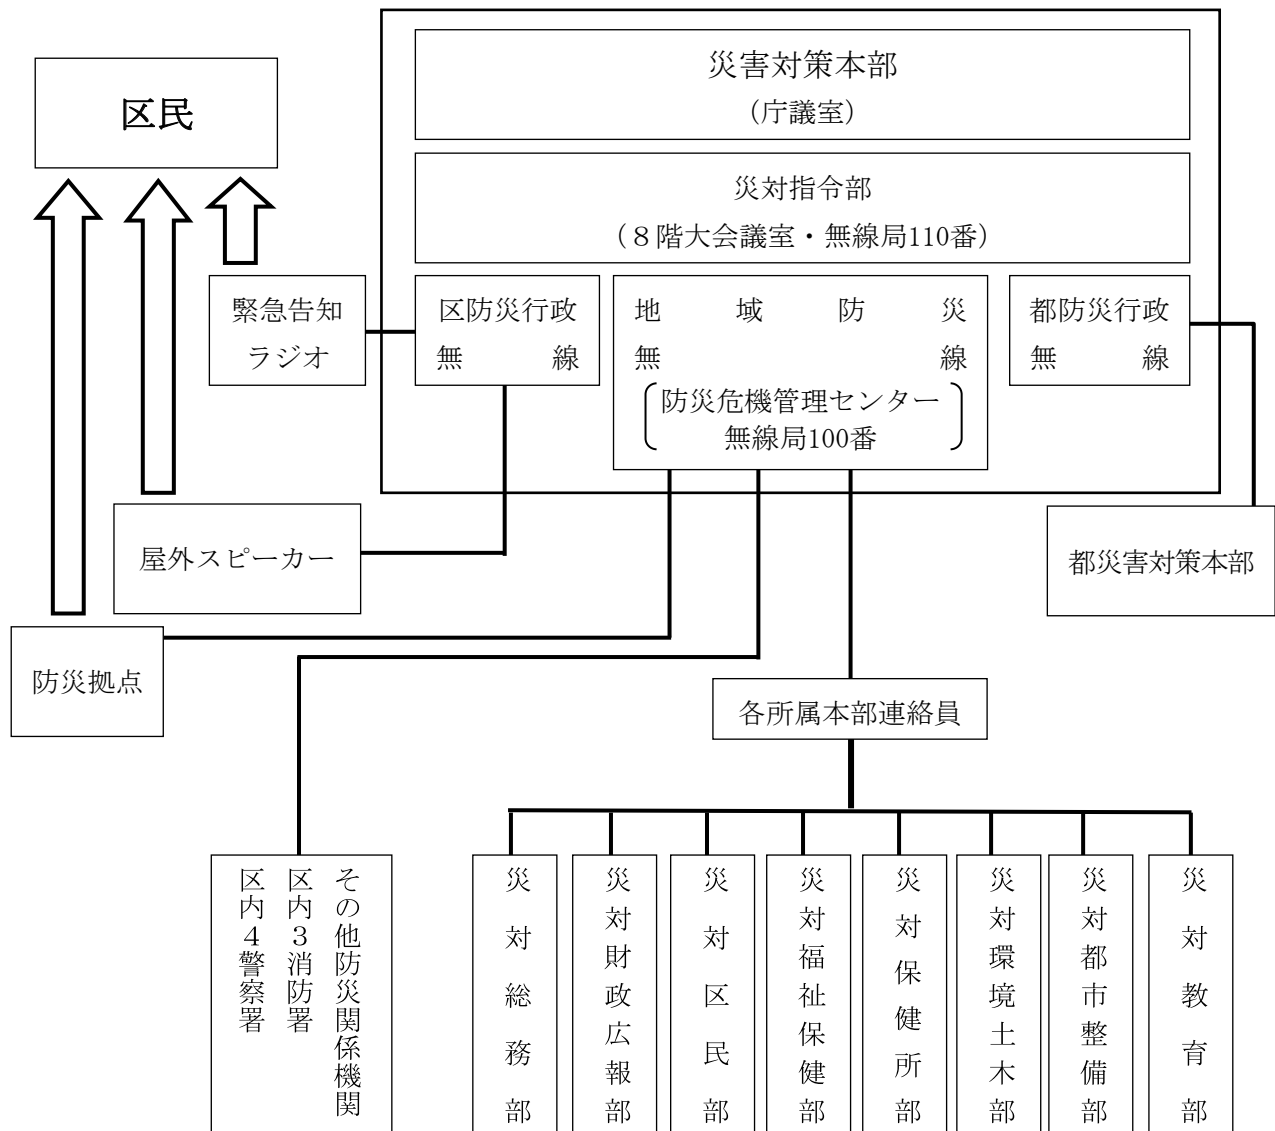 災害対策本部
（庁議室）
区民
災対指令部
（８階大会議室・無線局110番）
緊急告知
ラジオ
区防災行政
無線
地域防災
無線
防災危機管理センター
無線局100番
都防災行政
無線
屋外スピーカー
都災害対策本部
防災拠点
各所属本部連絡員
その他防災関係機関
区内３消防署
区内４警察署
災対総務部
災対財政広報部
災対区民部
災対福祉保健部
災対保健所部
災対環境土木部
災対都市整備部
災対教育部